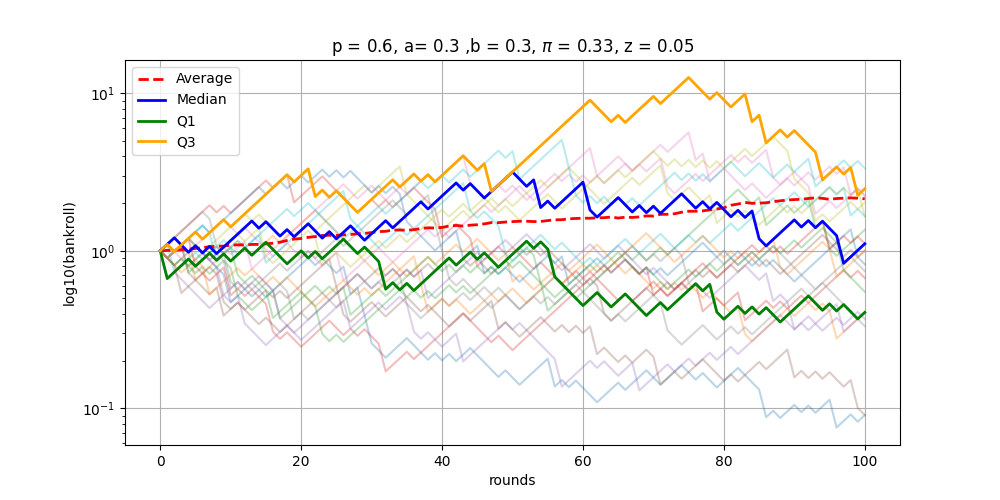 p = 0.6, a= 0.3 ,b = 0.3, π = 0.33, z = 0.05
Average
Median
Q1
Q3
10¹
10⁰
10⁻¹
log10(bankroll)
0 20 40 60 80 100
rounds